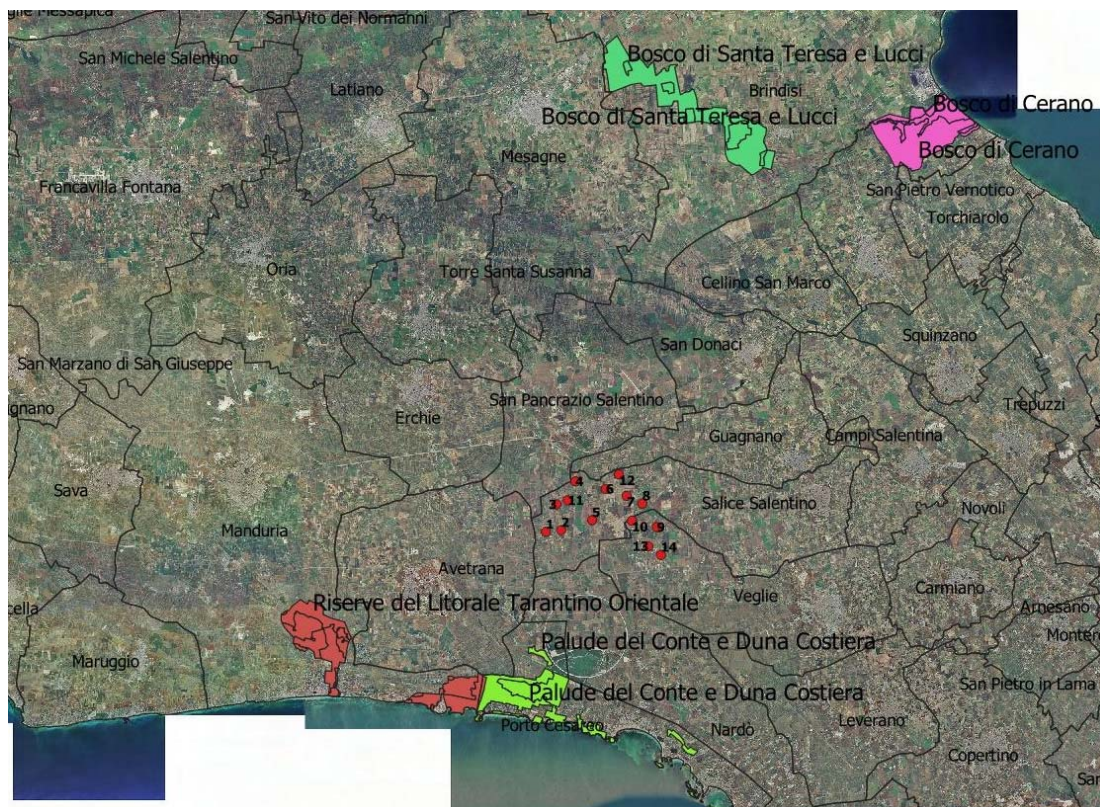 San Vito dei Normanni
San Michele Salentino
Latiano
Bosco di Santa Teresa e Lucci
Brindisi
Bosco di Cerano
Bosco di Santa Teresa e Lucci
Mesagne
Bosco di Cerano
Francavilla Fontana
San Pietro Vernotico
Torchiarolo
Oria
Torre Santa Susanna
Cellino San Marco
Squinzano
San Donaci
San Marzano di San Giuseppe
San Pancrazio Salentino
Trepuzzi
Erchie
Guagnano
Campi Salentina
4
12
6
Sava
8
7
Salice Salentino
11
3
Novoli
5
10
9
Manduria
1
2
13
14
Avetrana
Veglie
Carmiano
Riserve del Litorale Tarantino Orientale
Arnesano
Palude del Conte e Duna Costiera
Maruggio
San Pietro in Lama
Palude del Conte e Duna Costiera
Porto Cesareo
Nardò
Leverano
Copertino